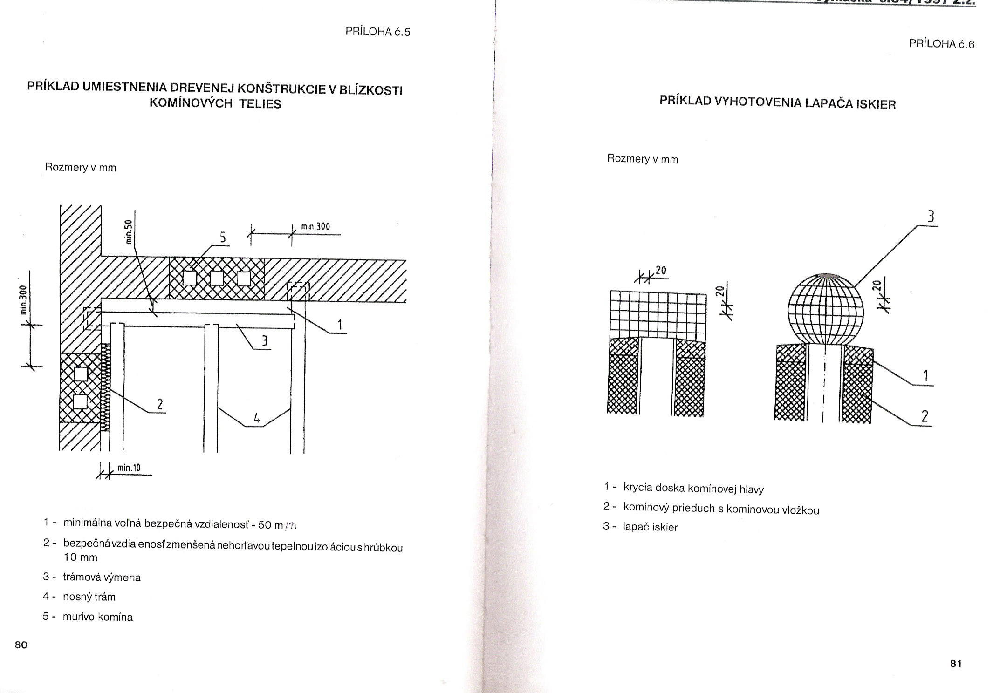 PRÍLOHA č.5
PRÍKLAD UMIESTNENIA DREVENEJ KONŠTRUKCIE V BLÍZKOSTI
KOMÍNOVÝCH TELIES
Rozmery v mm
min.50
5
min.300
min.300
1
3
2
4
min.10
1 - minimálna voľná bezpečná vzdialenosť - 50 mm
2 - bezpečná vzdialenosť zmenšená nehorľavou tepelnou izoláciou s hrúbkou
10 mm
3 - trámová výmena
4 - nosný trám
5 - murivo komína
80
č.84/1997 Z.z.
PRÍLOHA č.6
PRÍKLAD VYHOTOVENIA LAPAČA ISKIER
Rozmery v mm
3
20
20
20
1
2
1 - krycia doska komínovej hlavy
2 - komínový prieduch s komínovou vložkou
3 - lapač iskier
81